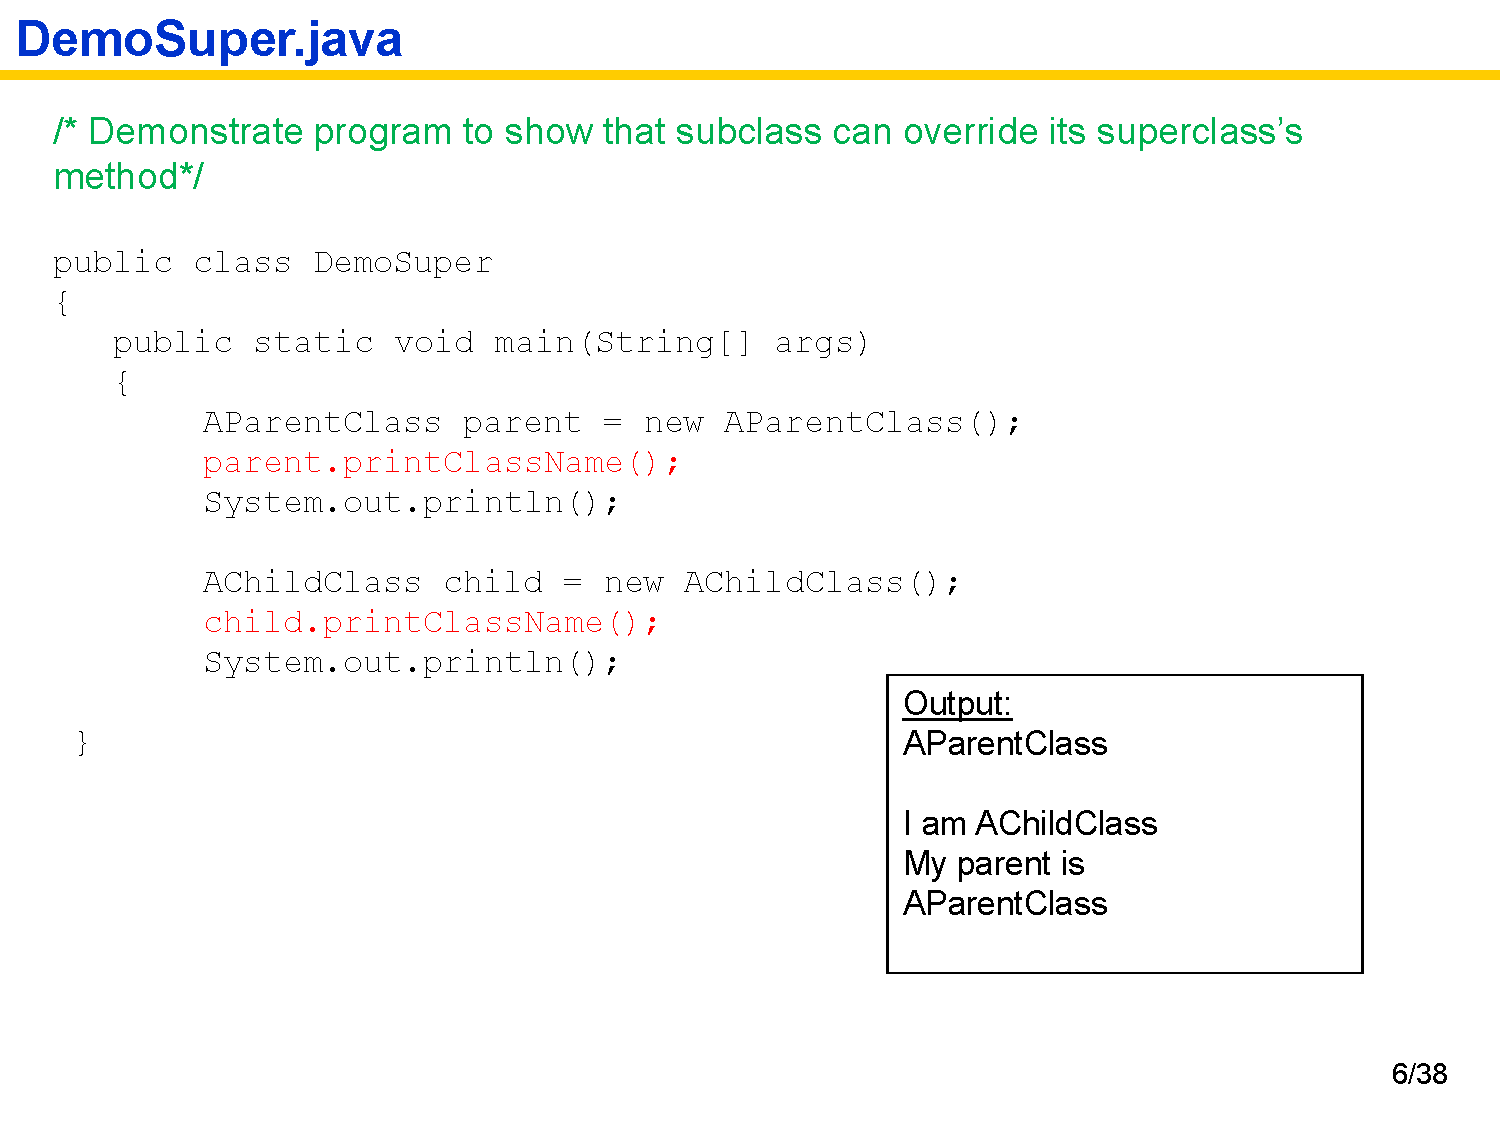 DemoSuper.java
/* Demonstrate program to show that subclass can override its superclass’s
method*/
public class DemoSuper
{
public static void main(String[] args)
{
AParentClass parent = new AParentClass();
parent.printClassName();
System.out.println();
AChildClass child = new AChildClass();
child.printClassName();
System.out.println();
}
Output:
AParentClass
I am AChildClass
My parent is
AParentClass
6/38